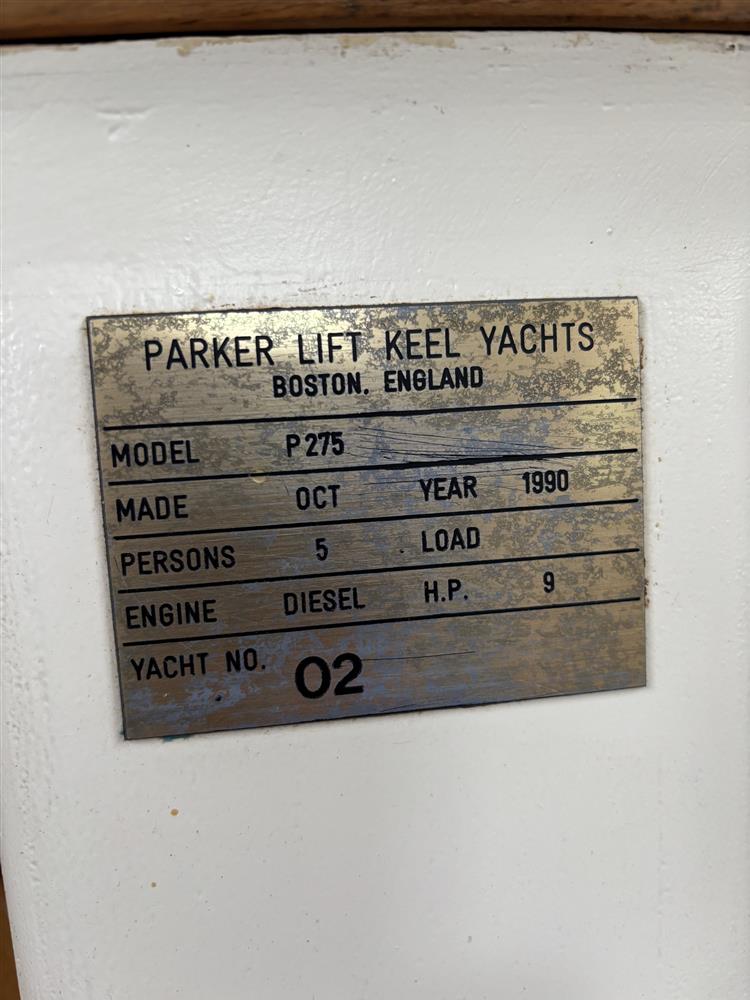 PARKER LIFT KEEL YACHTS
BOSTON. ENGLAND
MODEL P275
MADE OCT YEAR 1990
PERSONS 5 LOAD
ENGINE DIESEL H.P. 9
YACHT NO. 02